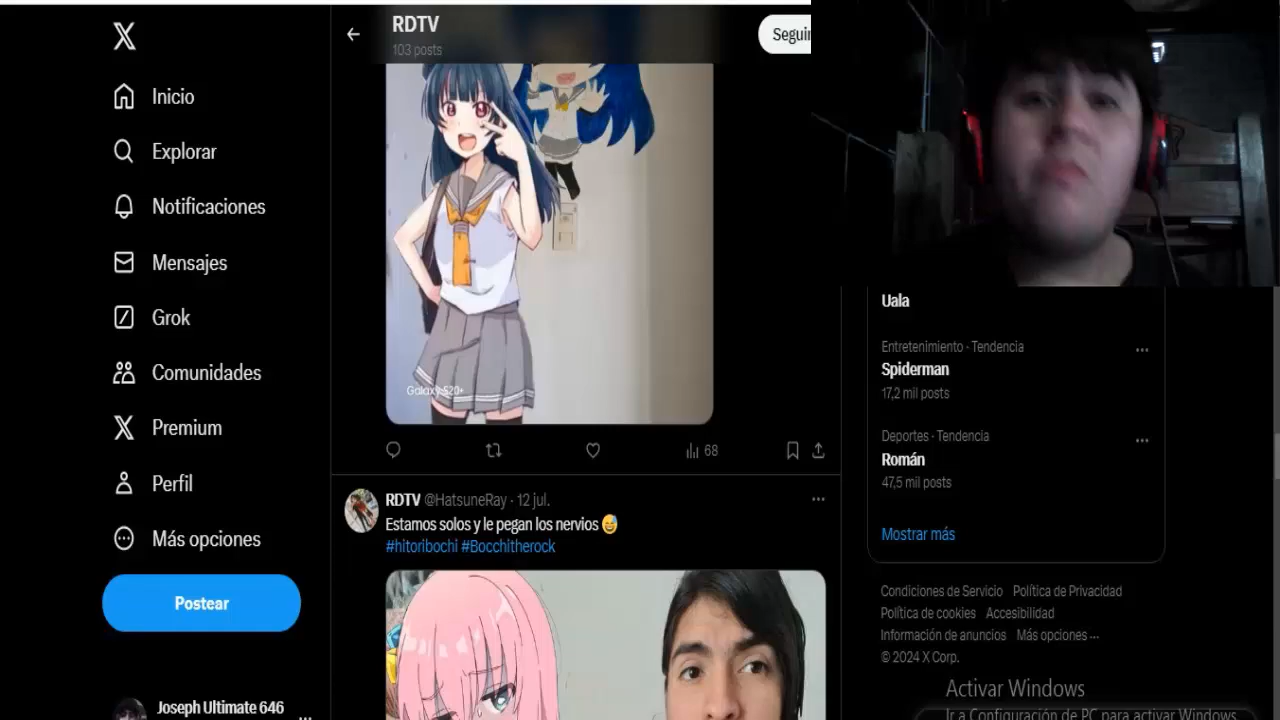 RDTV
103 posts
Seguir
Inicio
Explorar
Notificaciones
Mensajes
Grok
Comunidades
Premium
Perfil
Más opciones
Postear
Joseph Ultimate 646
Galaxy S20+
68
RDTV @HatsuneRay · 12 jul.
Estamos solos y le pegan los nervios 😅
#hitoribochi #Bocchitherock
Uala
Entretenimiento · Tendencia
Spiderman
17,2 mil posts
Deportes · Tendencia
Román
47,5 mil posts
Mostrar más
Condiciones de Servicio Política de Privacidad
Política de cookies Accesibilidad
Información de anuncios Más opciones ···
© 2024 X Corp.
Activar Windows
Ir a Configuración de PC para activar Windows